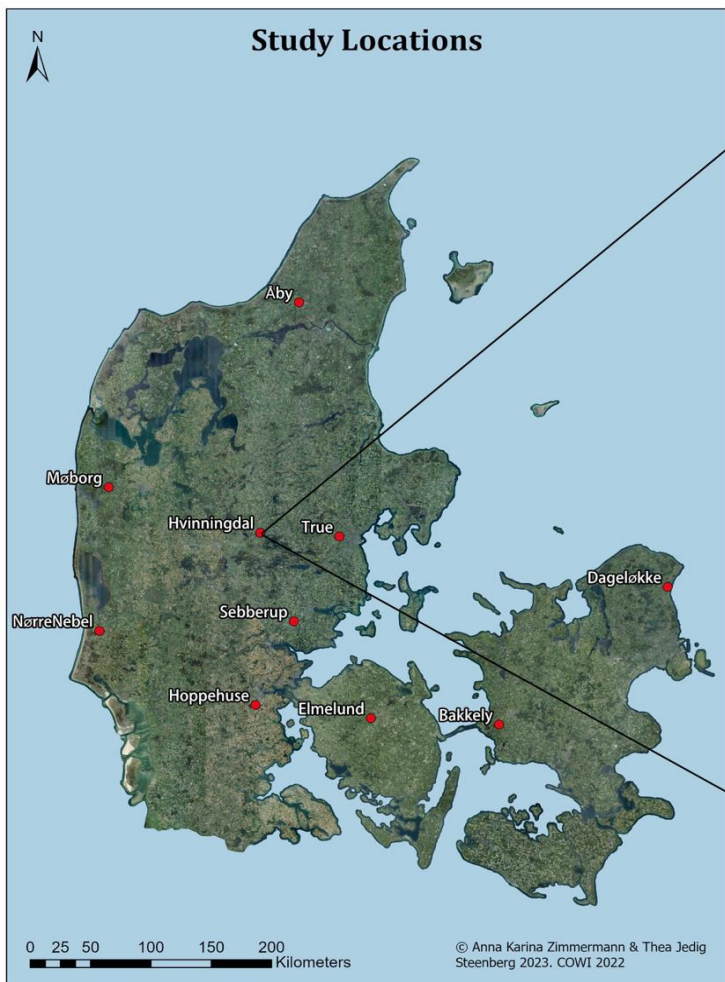 Study Locations
N
Åby
Møborg
Hvinningdal
True
Dageløkke
Sebberup
NørreNebel
Hoppehuse
Elmelund
Bakkely
0 25 50 100 150 200
Kilometers
© Anna Karina Zimmermann & Thea Jedig
Steenberg 2023. COWI 2022